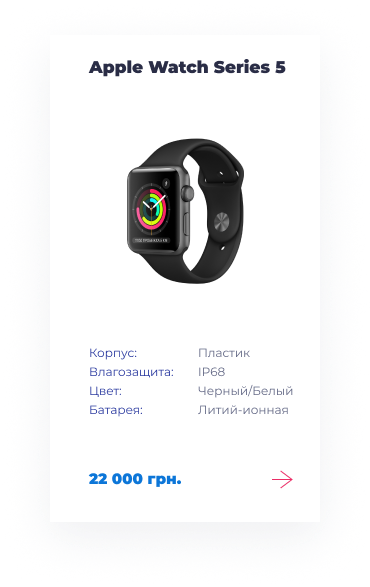 Apple Watch Series 5
Корпус: Пластик
Влагозащита: IP68
Цвет: Черный/Белый
Батарея: Литий-ионная
22 000 грн.